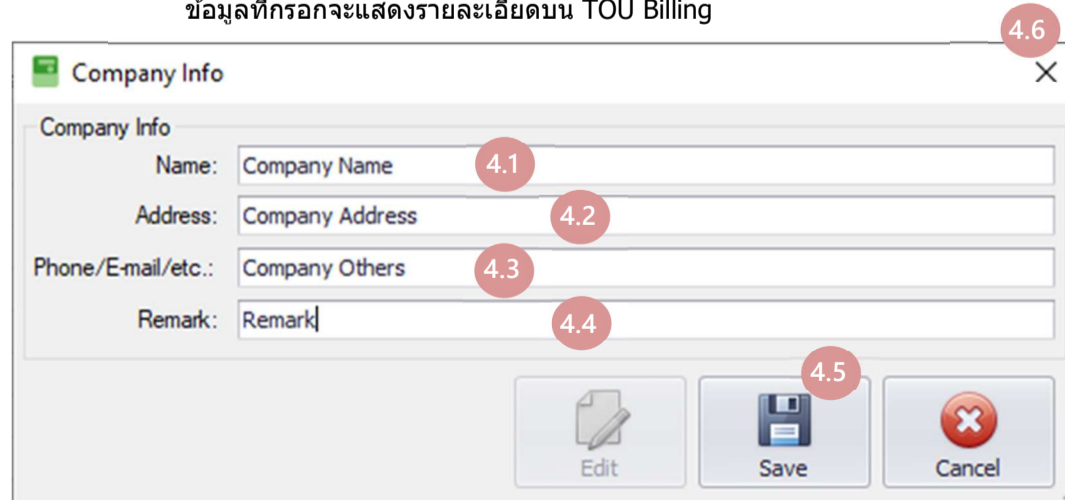 ข้อมูลที่กรอกจะแสดงรายละเอียดบน TOU Billing
4.6
Company Info
Company Info
Name: Company Name 4.1
Address: Company Address 4.2
Phone/E-mail/etc.: Company Others 4.3
Remark: Remark 4.4
4.5
Edit Save Cancel